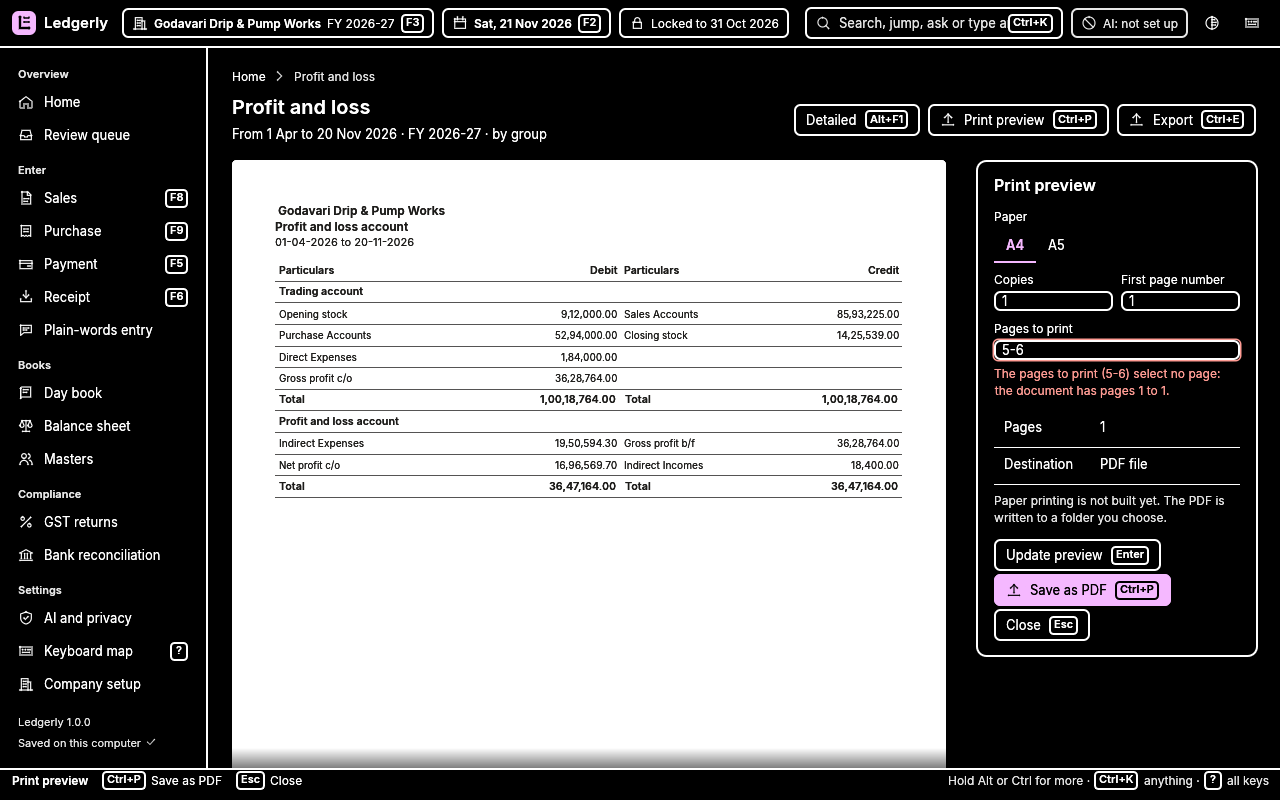 Ledgerly
Godavari Drip & Pump Works FY 2026-27 F3
Sat, 21 Nov 2026 F2
Locked to 31 Oct 2026
Search, jump, ask or type a Ctrl+K
AI: not set up
Overview
Home
Review queue
Enter
Sales F8
Purchase F9
Payment F5
Receipt F6
Plain-words entry
Books
Day book
Balance sheet
Masters
Compliance
GST returns
Bank reconciliation
Settings
AI and privacy
Keyboard map ?
Company setup
Ledgerly 1.0.0
Saved on this computer
Home Profit and loss
Profit and loss
From 1 Apr to 20 Nov 2026 · FY 2026-27 · by group
Detailed Alt+F1
Print preview Ctrl+P
Export Ctrl+E
Godavari Drip & Pump Works
Profit and loss account
01-04-2026 to 20-11-2026
Particulars Debit Particulars Credit
Trading account
Opening stock 9,12,000.00 Sales Accounts 85,93,225.00
Purchase Accounts 52,94,000.00 Closing stock 14,25,539.00
Direct Expenses 1,84,000.00
Gross profit c/o 36,28,764.00
Total 1,00,18,764.00 Total 1,00,18,764.00
Profit and loss account
Indirect Expenses 19,50,594.30 Gross profit b/f 36,28,764.00
Net profit c/o 16,96,569.70 Indirect Incomes 18,400.00
Total 36,47,164.00 Total 36,47,164.00
Print preview
Paper
A4 A5
Copies First page number
1 1
Pages to print
5-6
The pages to print (5-6) select no page:
the document has pages 1 to 1.
Pages 1
Destination PDF file
Paper printing is not built yet. The PDF is
written to a folder you choose.
Update preview Enter
Save as PDF Ctrl+P
Close Esc
Print preview Ctrl+P Save as PDF Esc Close
Hold Alt or Ctrl for more · Ctrl+K anything · ? all keys